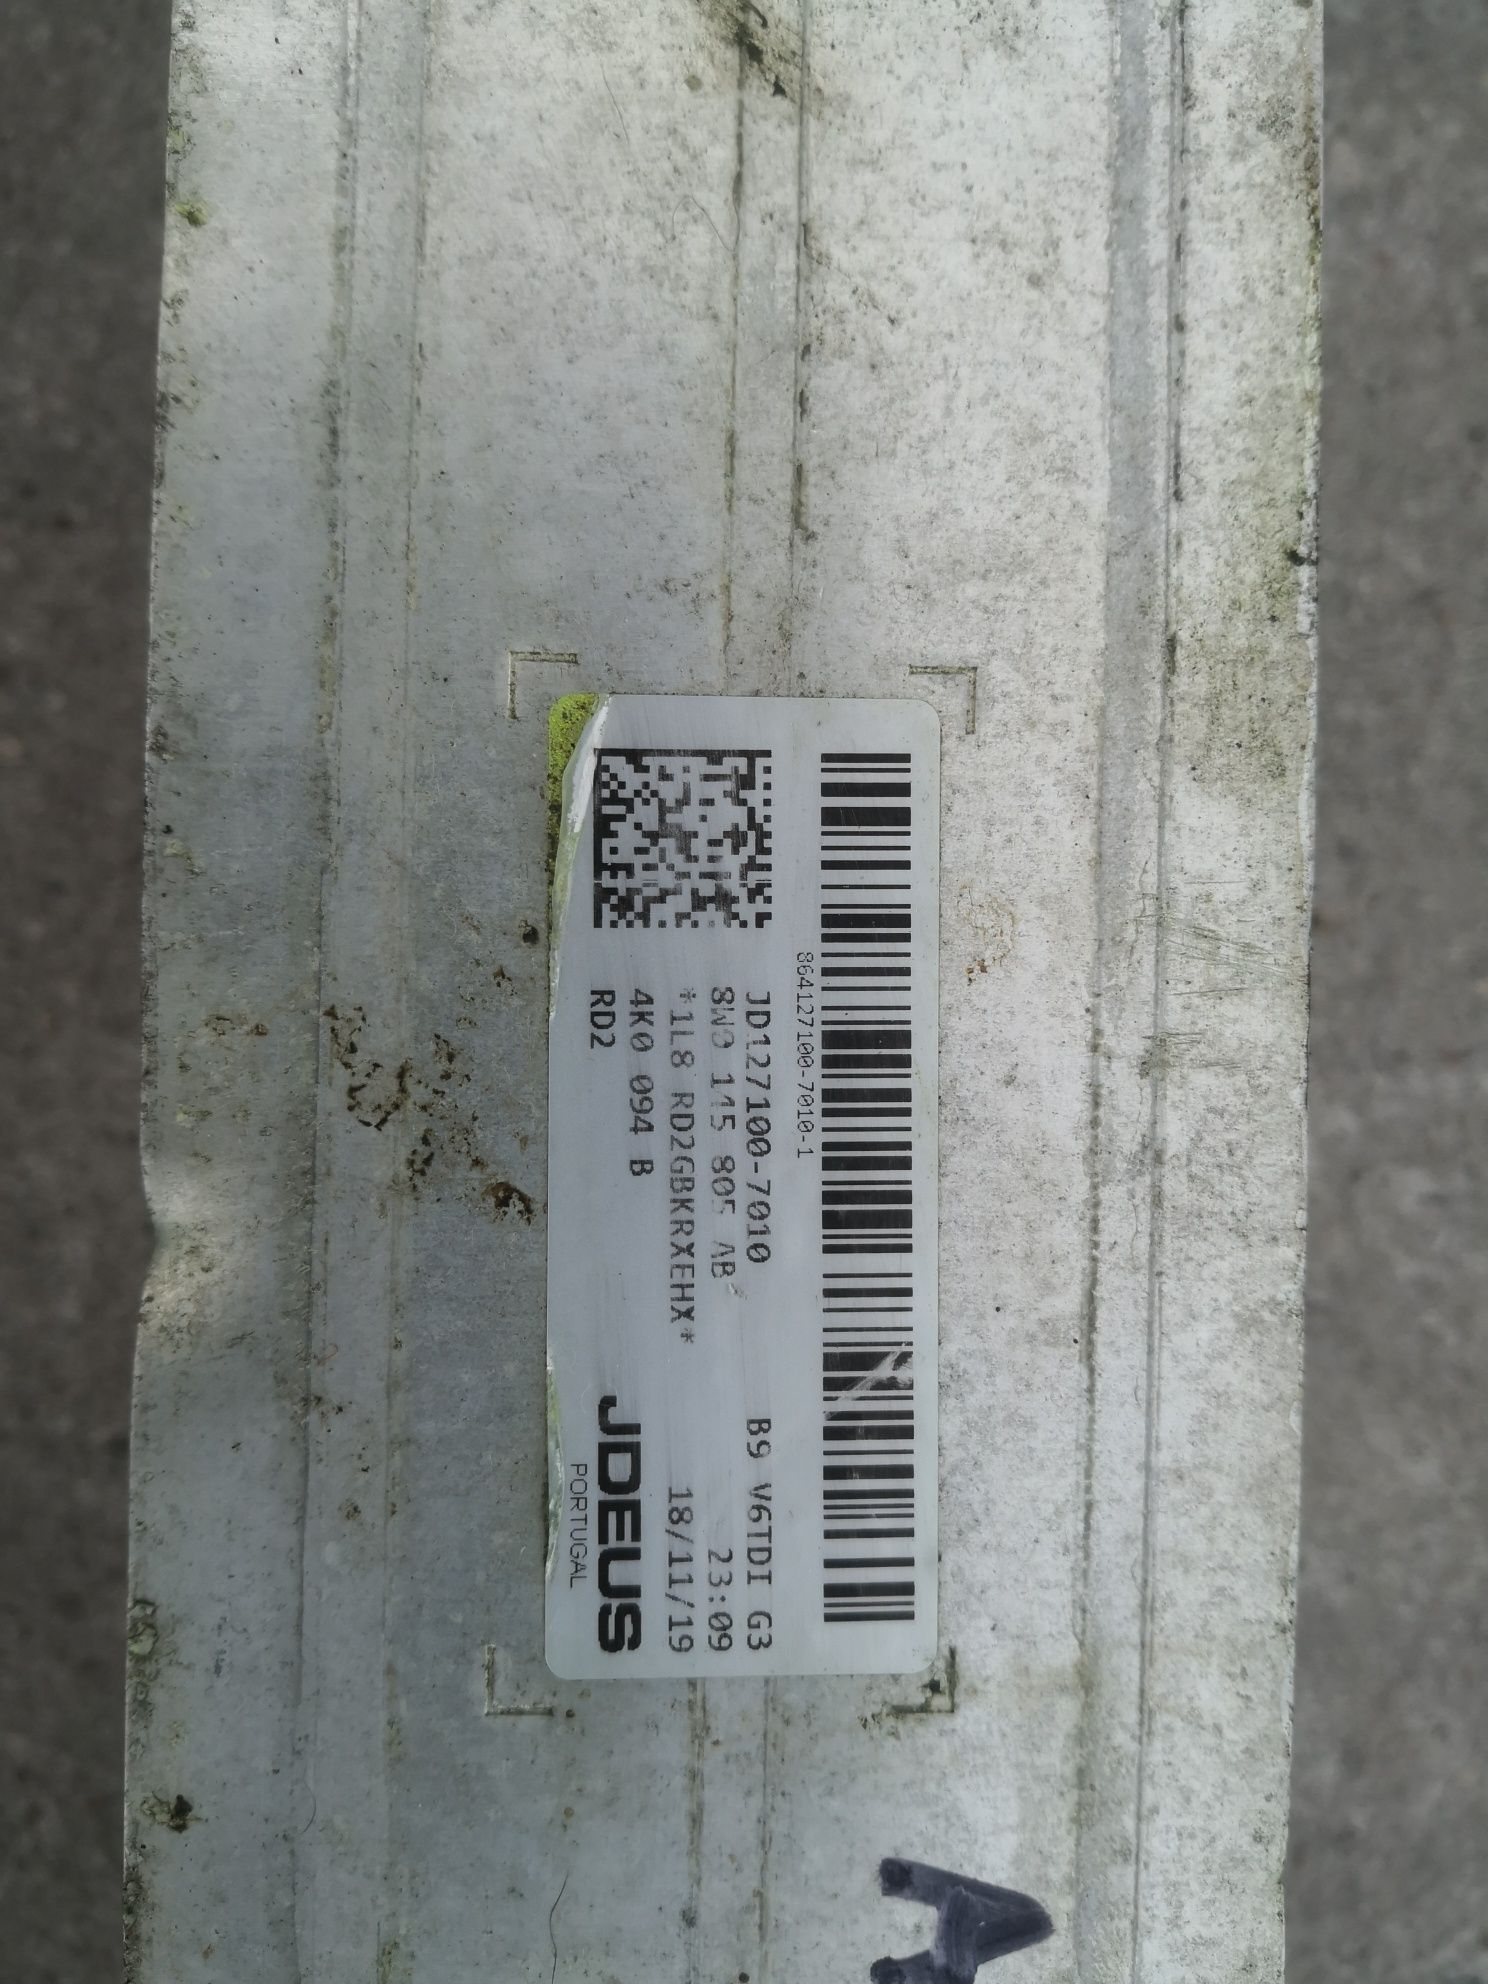 864127100-7010-1
JD127100-7010 B9 V6TDI G3
8W0 145 805 AB 23:09
*1L8 RD2GBKRXEHX* 18/11/19
4K0 094 B
RD2
JDEUS
PORTUGAL